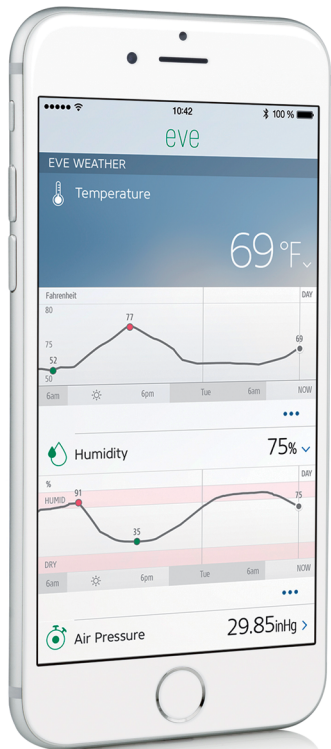 10:42
100 %
eve
EVE WEATHER
Temperature
69 °F
Fahrenheit DAY
80
77
75
69
52
50
6am 6pm Tue 6am NOW
Humidity 75%
% DAY
HUMID 91
75
35
DRY
6am 6pm Tue 6am NOW
Air Pressure 29.85inHg